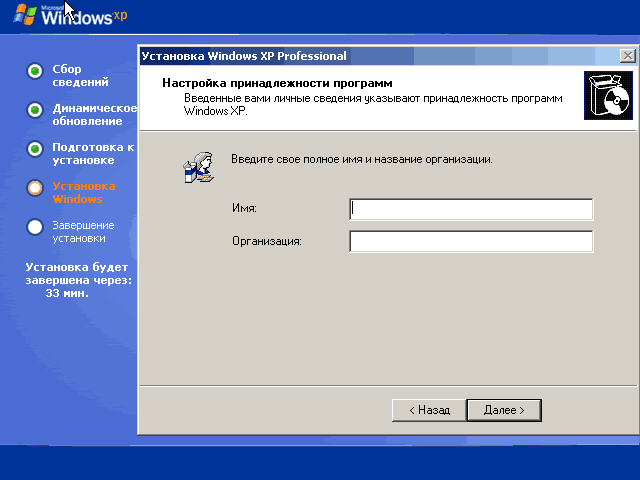 Microsoft
Windows xp
Сбор
сведений
Динамическое
обновление
Подготовка к
установке
Установка
Windows
Завершение
установки
Установка будет
завершена через:
33 мин.
Установка Windows XP Professional
Настройка принадлежности программ
Введенные вами личные сведения указывают принадлежность программ
Windows XP.
Введите свое полное имя и название организации.
Имя:
Организация:
< Назад
Далее >